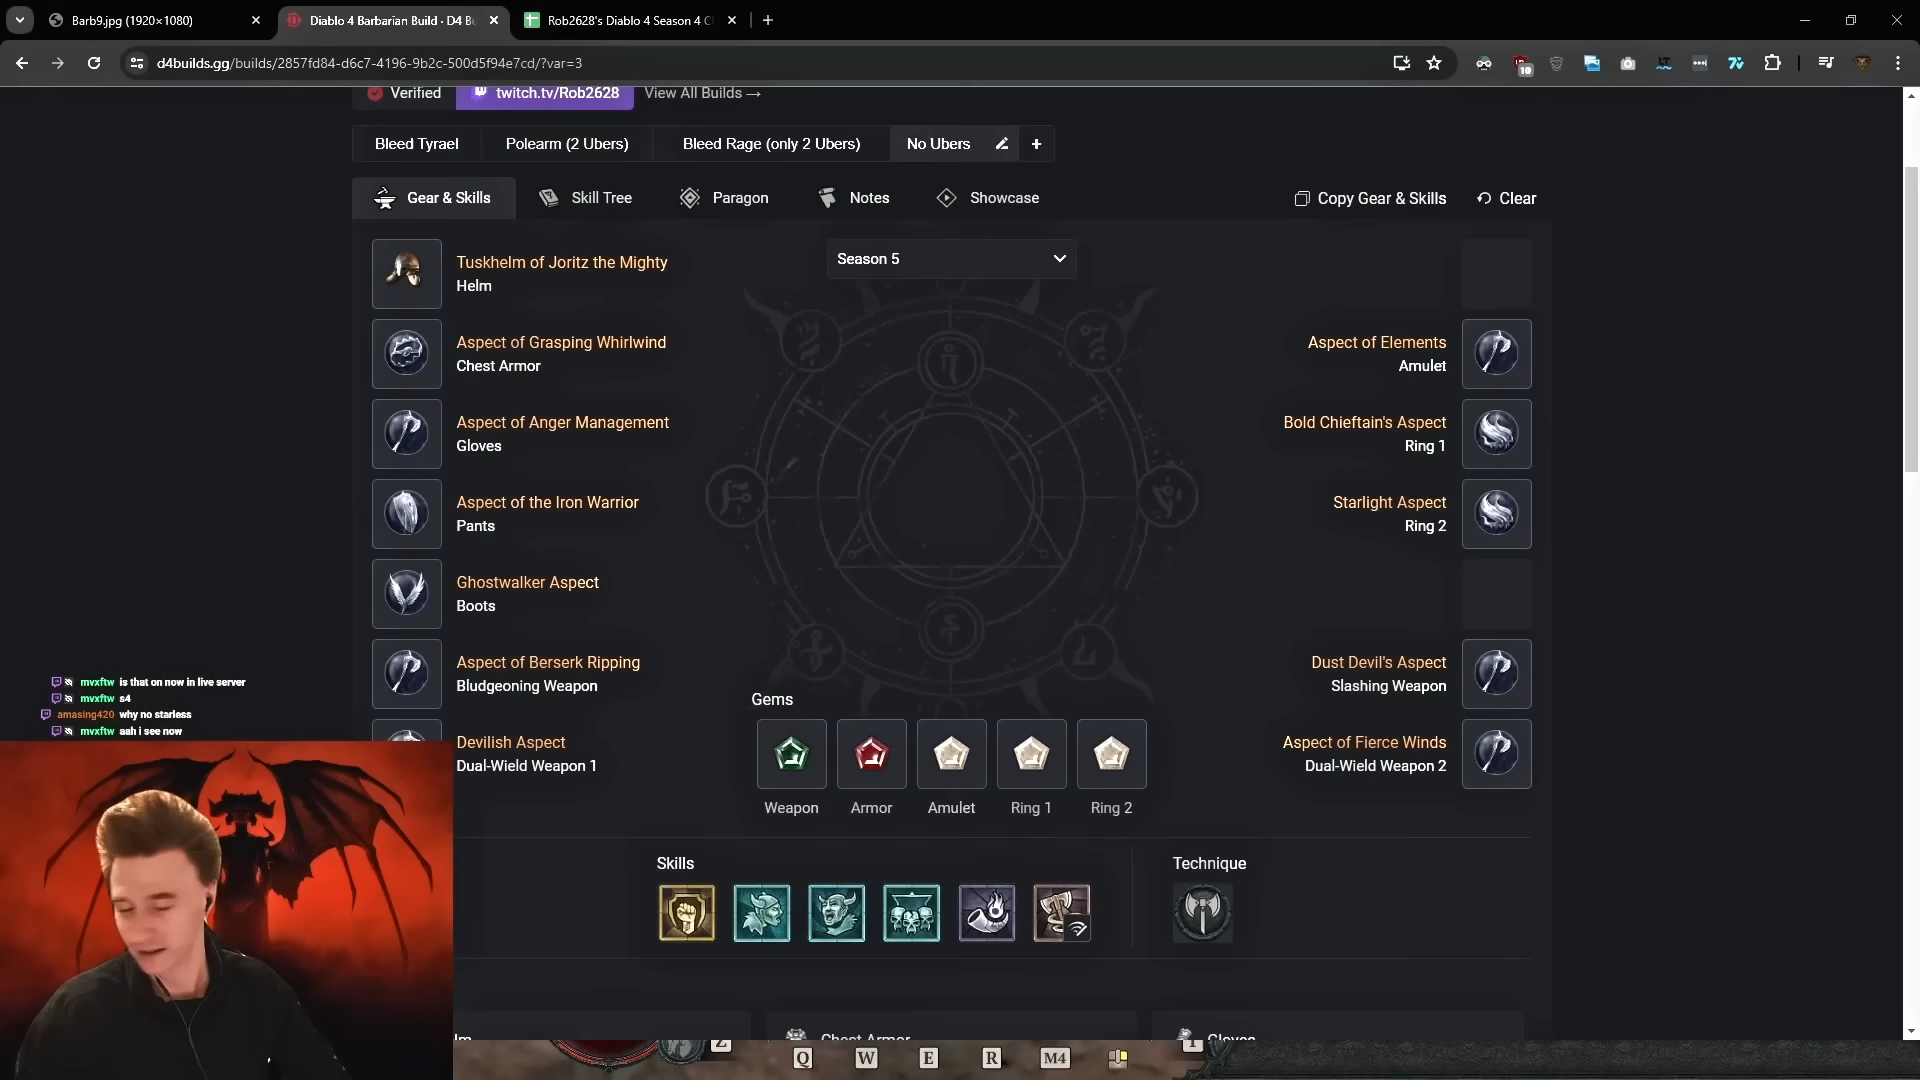 Barb9.jpg (1920×1080)
Diablo 4 Barbarian Build · D4 Bu
Rob2628's Diablo 4 Season 4 C
d4builds.gg/builds/2857fd84-d6c7-4196-9b2c-500d5f94e7cd/?var=3
10
Verified
twitch.tv/Rob2628
View All Builds →
Bleed Tyrael
Polearm (2 Ubers)
Bleed Rage (only 2 Ubers)
No Ubers
+
Gear & Skills
Skill Tree
Paragon
Notes
Showcase
Copy Gear & Skills
Clear
Season 5
Tuskhelm of Joritz the Mighty
Helm
Aspect of Grasping Whirlwind
Chest Armor
Aspect of Anger Management
Gloves
Aspect of the Iron Warrior
Pants
Ghostwalker Aspect
Boots
Aspect of Berserk Ripping
Bludgeoning Weapon
Devilish Aspect
Dual-Wield Weapon 1
Aspect of Elements
Amulet
Bold Chieftain's Aspect
Ring 1
Starlight Aspect
Ring 2
Dust Devil's Aspect
Slashing Weapon
Aspect of Fierce Winds
Dual-Wield Weapon 2
Gems
Weapon
Armor
Amulet
Ring 1
Ring 2
mvxftw is that on now in live server
mvxftw s4
amasing420 why no starless
mvxftw aah i see now
Skills
Technique
lm
Chest Armor
Gloves
Z
Q
W
E
R
M4
T